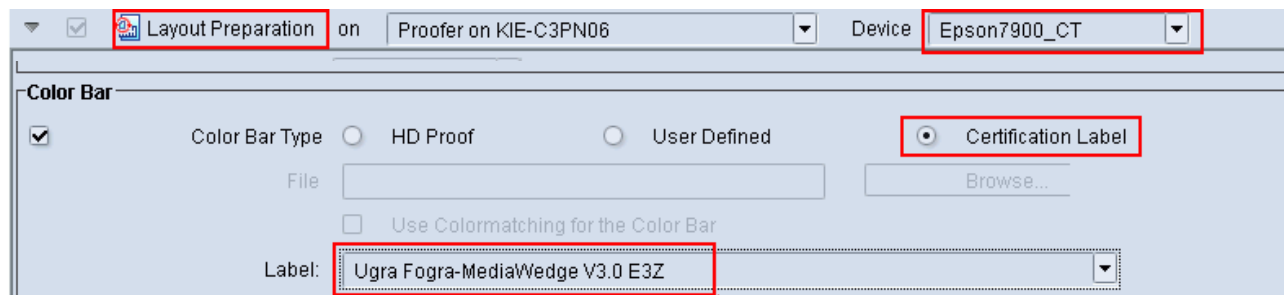 Layout Preparation on Proofer on KIE-C3PN06 Device Epson7900_CT
Color Bar
Color Bar Type HD Proof User Defined Certification Label
File Browse...
Use Colormatching for the Color Bar
Label: Ugra Fogra-MediaWedge V3.0 E3Z